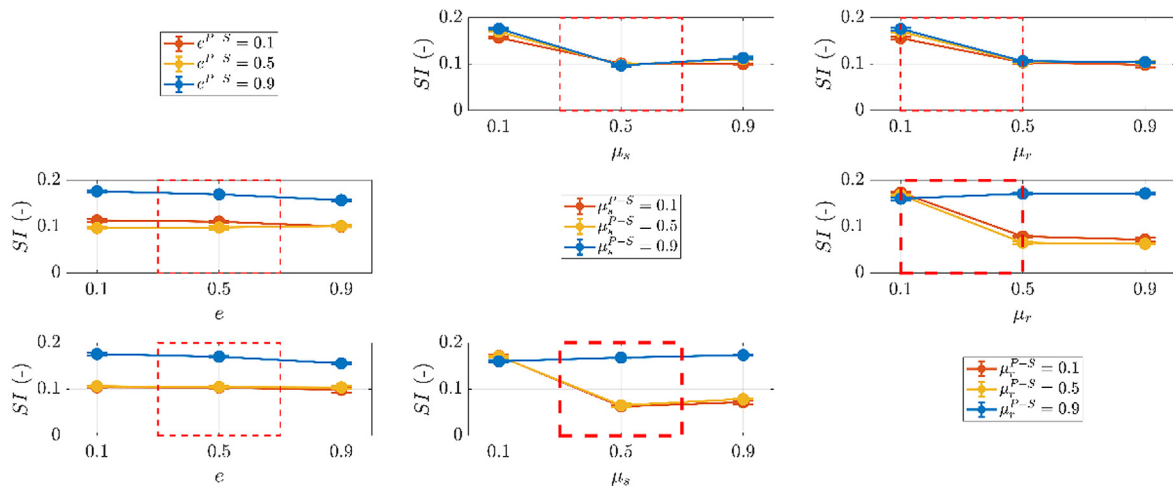 e^{P-S} = 0.1
e^{P-S} = 0.5
e^{P-S} = 0.9
SI (-)
0.2
0.1
0
0.1 0.5 0.9
μ_s
SI (-)
0.2
0.1
0
0.1 0.5 0.9
μ_r
SI (-)
0.2
0.1
0
0.1 0.5 0.9
e
μ_s^{P-S} = 0.1
μ_s^{P-S} = 0.5
μ_s^{P-S} = 0.9
SI (-)
0.2
0.1
0
0.1 0.5 0.9
μ_r
SI (-)
0.2
0.1
0
0.1 0.5 0.9
e
SI (-)
0.2
0.1
0
0.1 0.5 0.9
μ_s
μ_r^{P-S} = 0.1
μ_r^{P-S} = 0.5
μ_r^{P-S} = 0.9